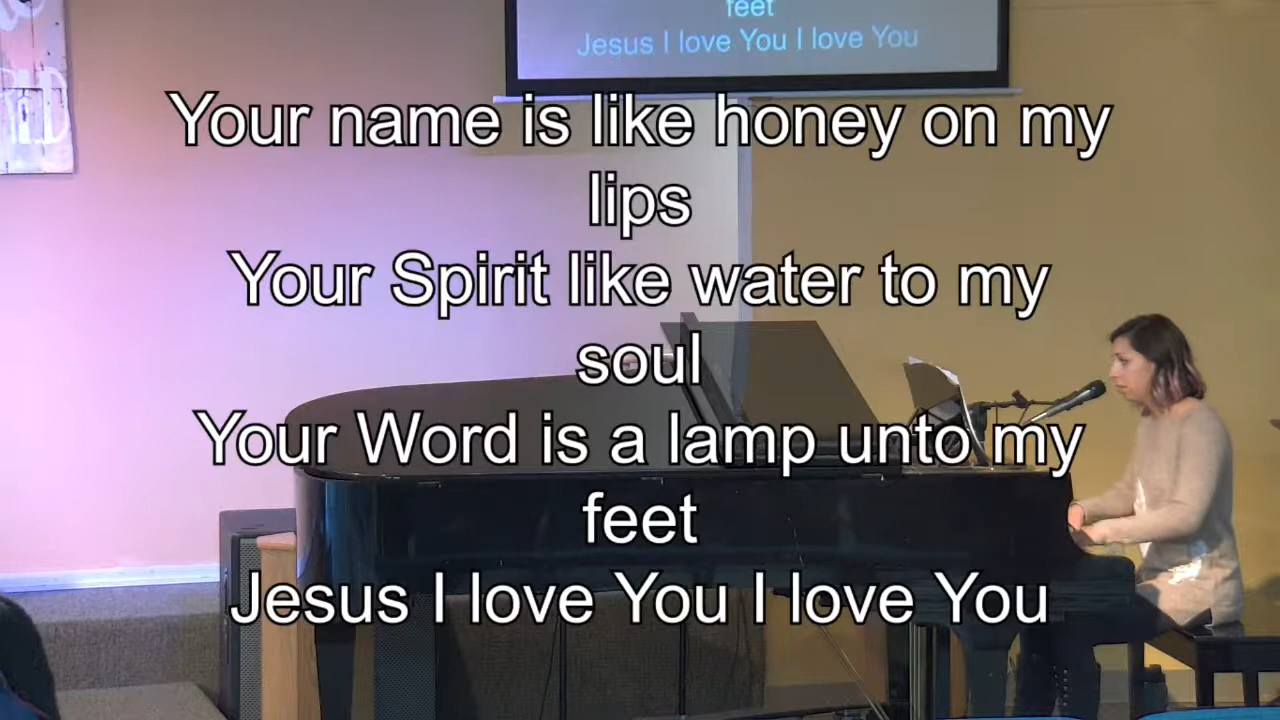 feet
Jesus I love You I love You
Your name is like honey on my
lips
Your Spirit like water to my
soul
Your Word is a lamp unto my
feet
Jesus I love You I love You